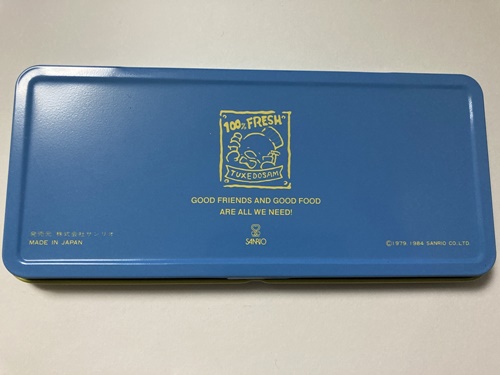 100% FRESH
TUXEDOSAM
GOOD FRIENDS AND GOOD FOOD
ARE ALL WE NEED!
発売元 株式会社サンリオ
MADE IN JAPAN
SANRIO
©1979, 1984 SANRIO CO., LTD.